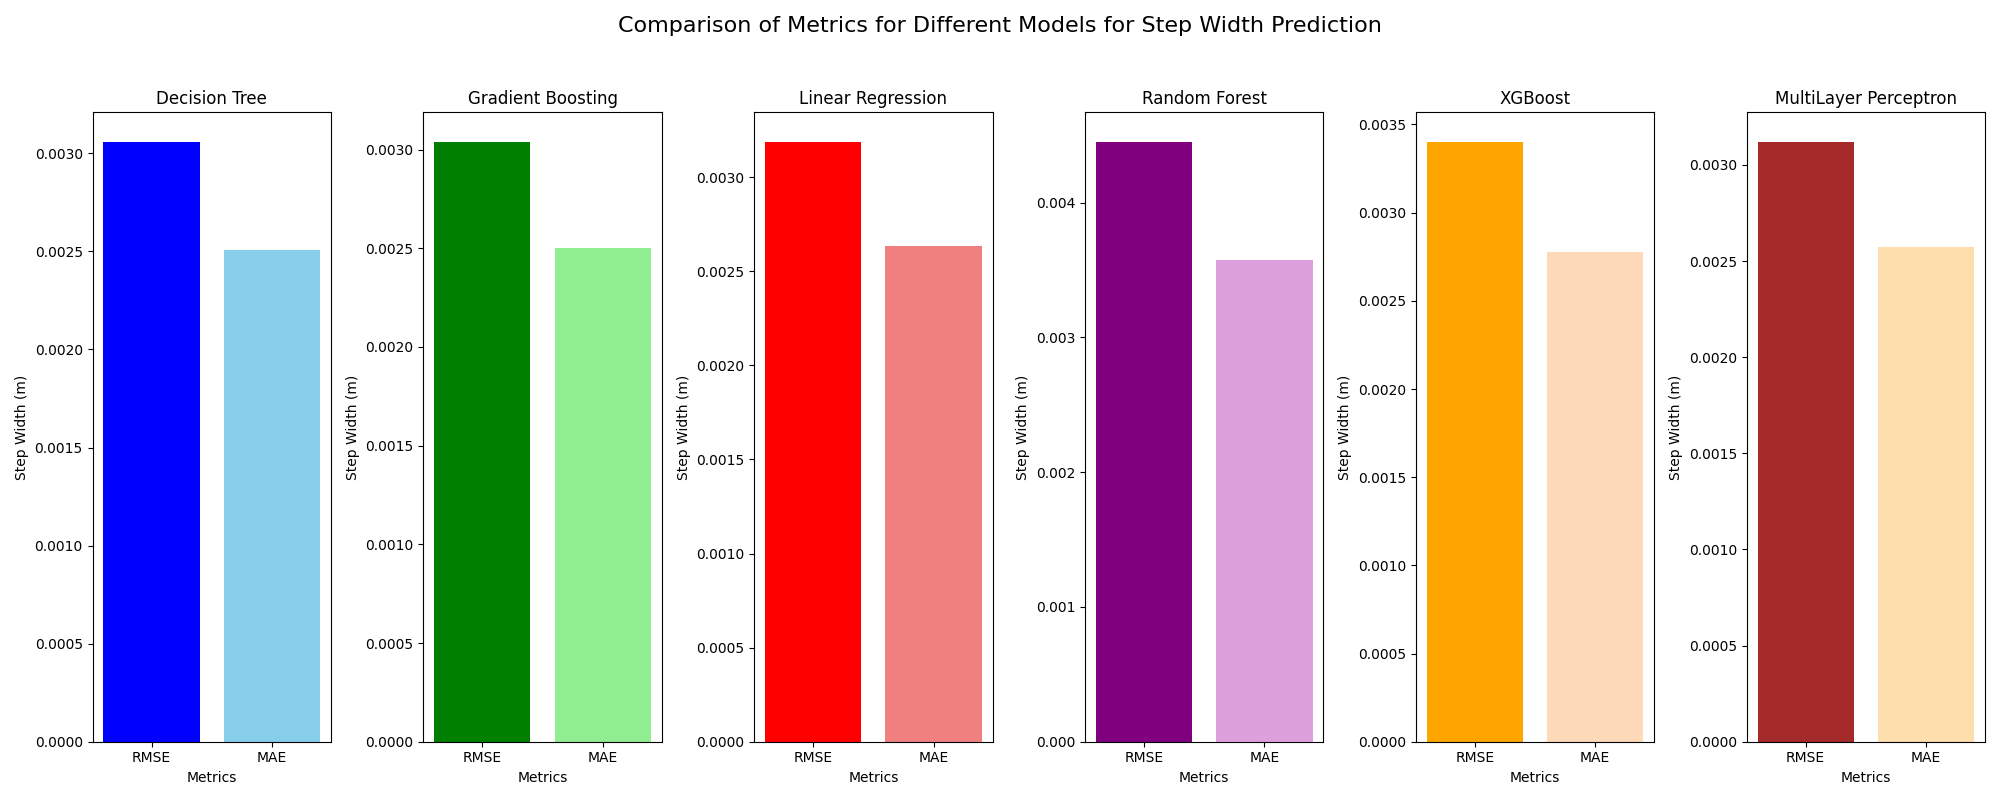 Comparison of Metrics for Different Models for Step Width Prediction
Decision Tree
Step Width (m)
0.0030
0.0025
0.0020
0.0015
0.0010
0.0005
0.0000
RMSE MAE
Metrics
Gradient Boosting
Step Width (m)
0.0030
0.0025
0.0020
0.0015
0.0010
0.0005
0.0000
RMSE MAE
Metrics
Linear Regression
Step Width (m)
0.0030
0.0025
0.0020
0.0015
0.0010
0.0005
0.0000
RMSE MAE
Metrics
Random Forest
Step Width (m)
0.004
0.003
0.002
0.001
0.000
RMSE MAE
Metrics
XGBoost
Step Width (m)
0.0035
0.0030
0.0025
0.0020
0.0015
0.0010
0.0005
0.0000
RMSE MAE
Metrics
MultiLayer Perceptron
Step Width (m)
0.0030
0.0025
0.0020
0.0015
0.0010
0.0005
0.0000
RMSE MAE
Metrics